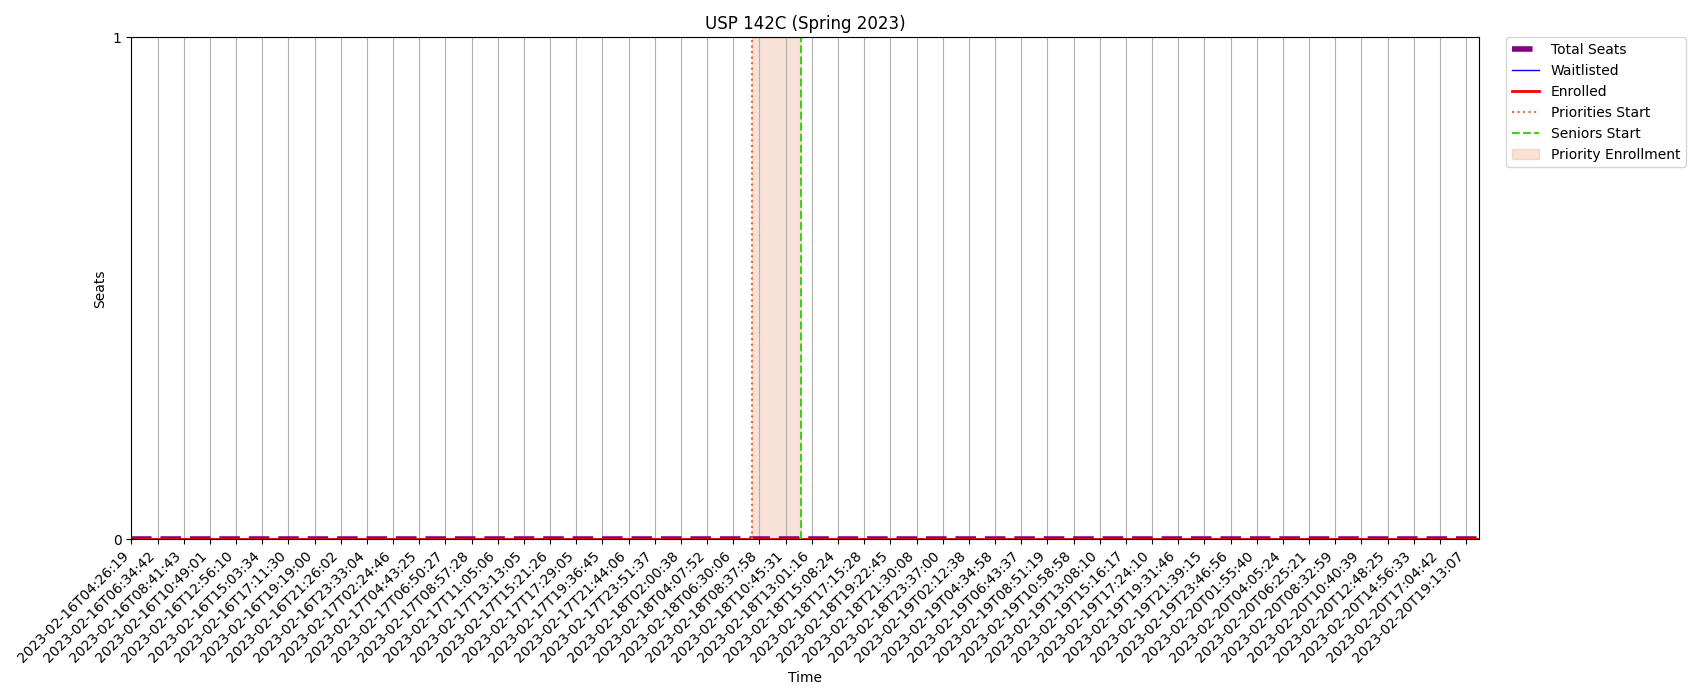 USP 142C (Spring 2023)
1
0
Seats
Total Seats
Waitlisted
Enrolled
Priorities Start
Seniors Start
Priority Enrollment
2023-02-16T04:26:19
2023-02-16T06:34:42
2023-02-16T08:41:43
2023-02-16T10:49:01
2023-02-16T12:56:10
2023-02-16T15:03:34
2023-02-16T17:11:30
2023-02-16T19:19:00
2023-02-16T21:26:02
2023-02-16T23:33:04
2023-02-17T02:24:46
2023-02-17T04:43:25
2023-02-17T06:50:27
2023-02-17T08:57:28
2023-02-17T11:05:06
2023-02-17T13:13:05
2023-02-17T15:21:26
2023-02-17T17:29:05
2023-02-17T19:36:45
2023-02-17T21:44:06
2023-02-17T23:51:37
2023-02-18T02:00:38
2023-02-18T04:07:52
2023-02-18T06:30:06
2023-02-18T08:37:58
2023-02-18T10:45:31
2023-02-18T13:01:16
2023-02-18T15:08:24
2023-02-18T17:15:28
2023-02-18T19:22:45
2023-02-18T21:30:08
2023-02-18T23:37:00
2023-02-19T02:12:38
2023-02-19T04:34:58
2023-02-19T06:43:37
2023-02-19T08:51:19
2023-02-19T10:58:58
2023-02-19T13:08:10
2023-02-19T15:16:17
2023-02-19T17:24:10
2023-02-19T19:31:46
2023-02-19T21:39:15
2023-02-19T23:46:56
2023-02-20T01:55:40
2023-02-20T04:05:24
2023-02-20T06:25:21
2023-02-20T08:32:59
2023-02-20T10:40:39
2023-02-20T12:48:25
2023-02-20T14:56:33
2023-02-20T17:04:42
2023-02-20T19:13:07
Time